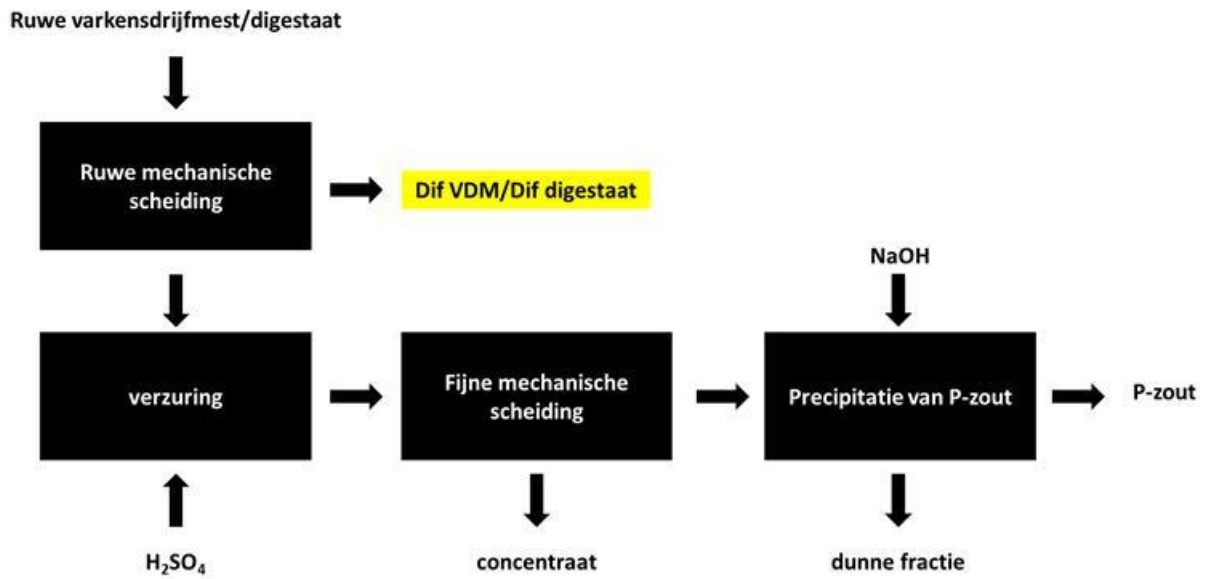 Ruwe varkensdrijfmest/digestaat
Ruwe mechanische
scheiding
Dif VDM/Dif digestaat
NaOH
verzuring
Fijne mechanische
scheiding
Precipitatie van P-zout
P-zout
H₂SO₄
concentraat
dunne fractie